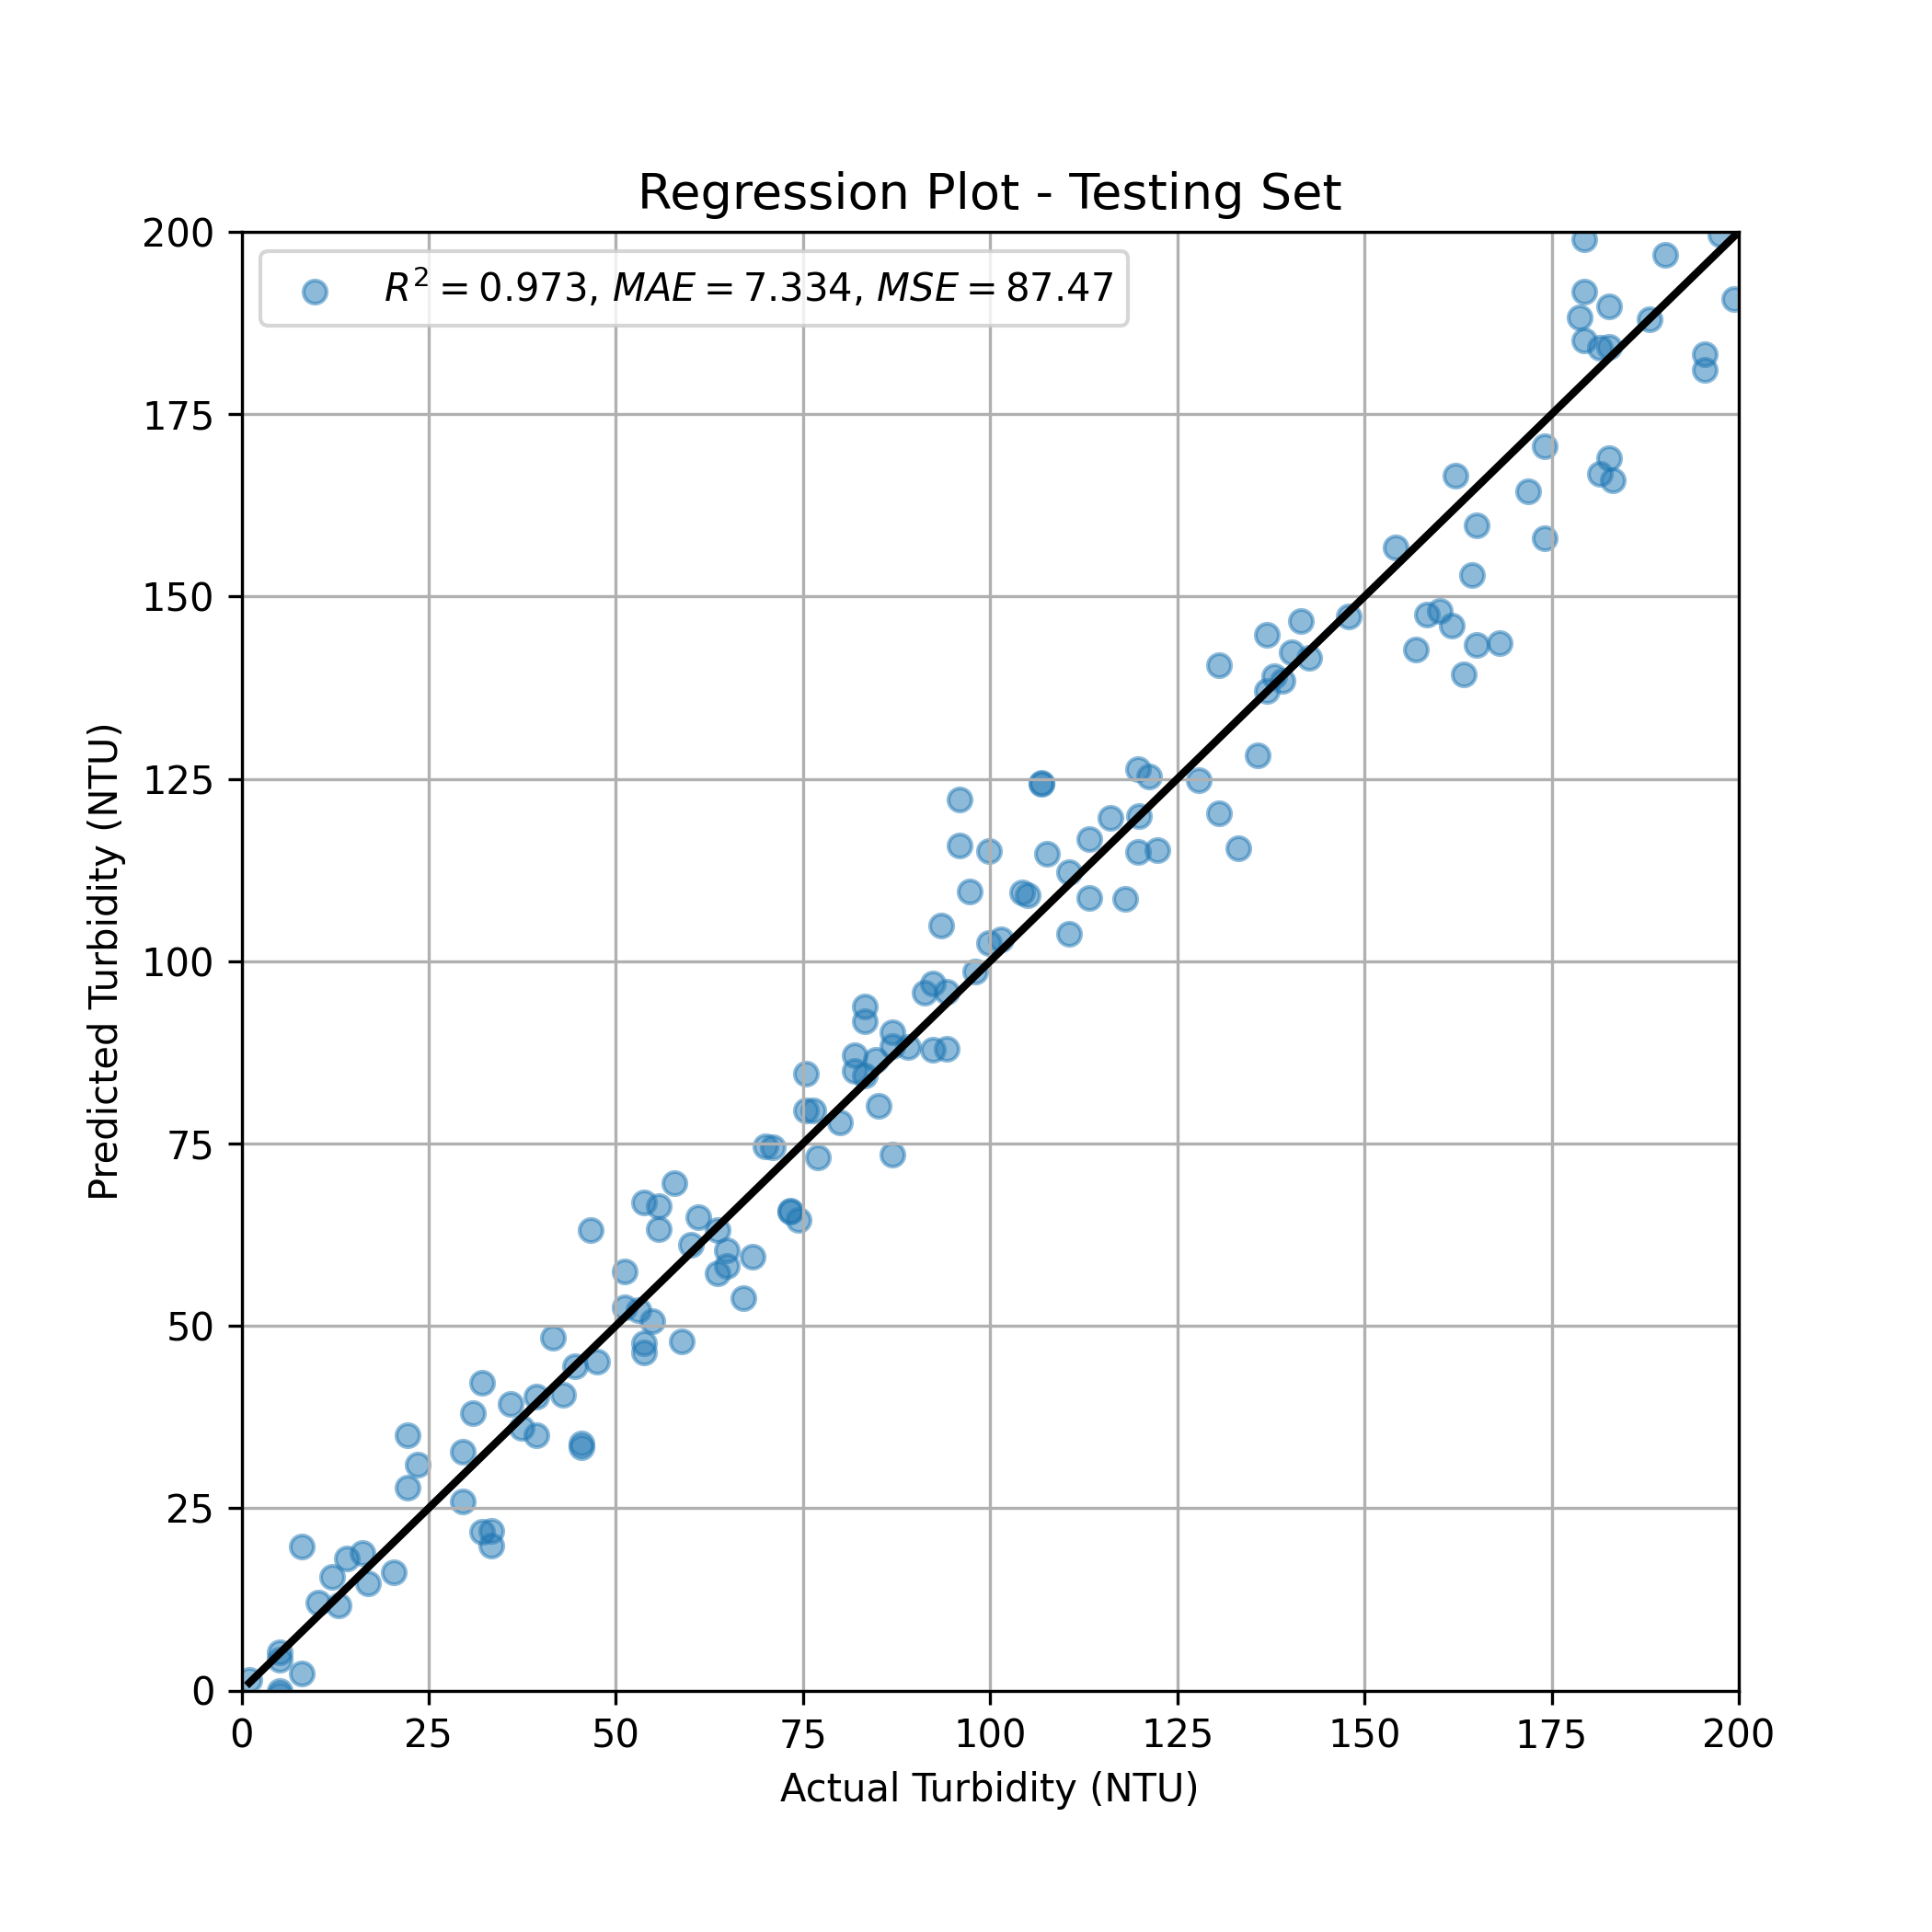 Regression Plot - Testing Set
R² = 0.973, MAE = 7.334, MSE = 87.47
Predicted Turbidity (NTU)
200
175
150
125
100
75
50
25
0
0 25 50 75 100 125 150 175 200
Actual Turbidity (NTU)